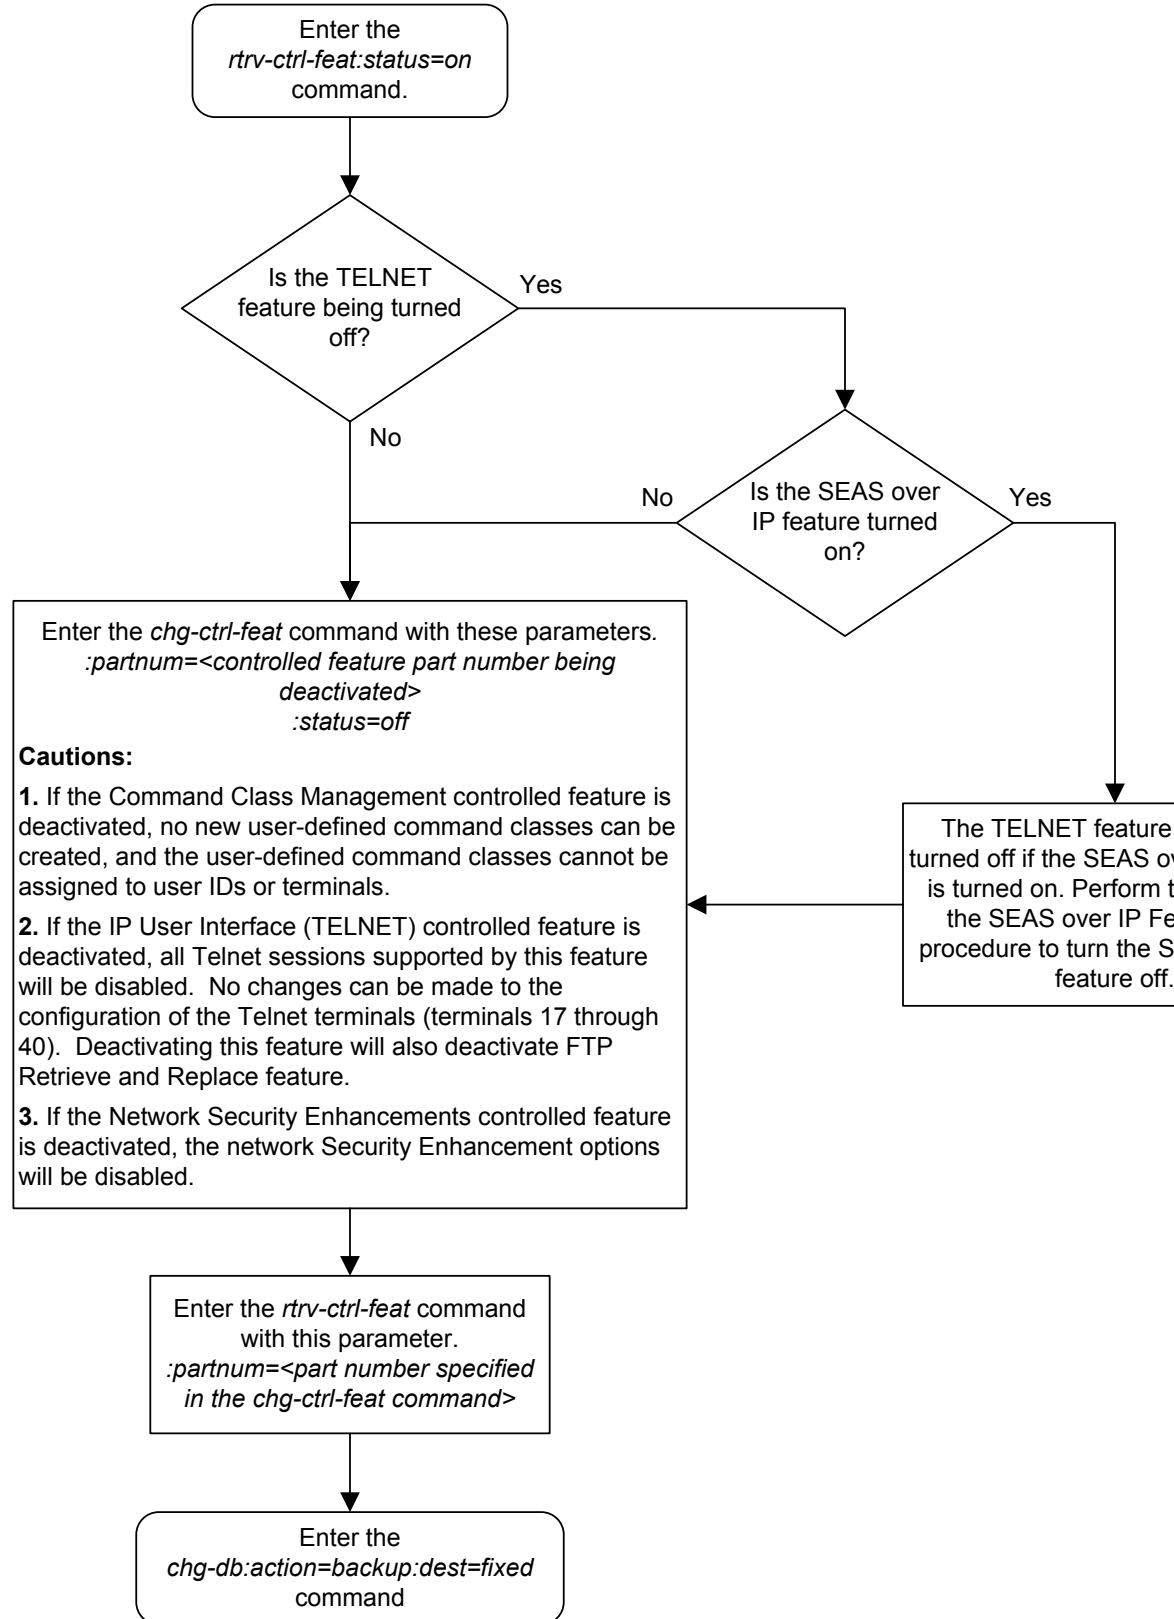 Enter the
rtrv-ctrl-feat:status=on
command.
Is the TELNET
feature being turned
off?
Yes
No
Is the SEAS over
IP feature turned
on?
No
Yes
Enter the chg-ctrl-feat command with these parameters.
:partnum=<controlled feature part number being
deactivated>
:status=off
Cautions:
1. If the Command Class Management controlled feature is
deactivated, no new user-defined command classes can be
created, and the user-defined command classes cannot be
assigned to user IDs or terminals.
2. If the IP User Interface (TELNET) controlled feature is
deactivated, all Telnet sessions supported by this feature
will be disabled.  No changes can be made to the
configuration of the Telnet terminals (terminals 17 through
40).  Deactivating this feature will also deactivate FTP
Retrieve and Replace feature.
3. If the Network Security Enhancements controlled feature
is deactivated, the network Security Enhancement options
will be disabled.
The TELNET feature
turned off if the SEAS
is turned on. Perform
the SEAS over IP
procedure to turn the
feature off.
Enter the rtrv-ctrl-feat command
with this parameter.
:partnum=<part number specified
in the chg-ctrl-feat command>
Enter the
chg-db:action=backup:dest=fixed
command